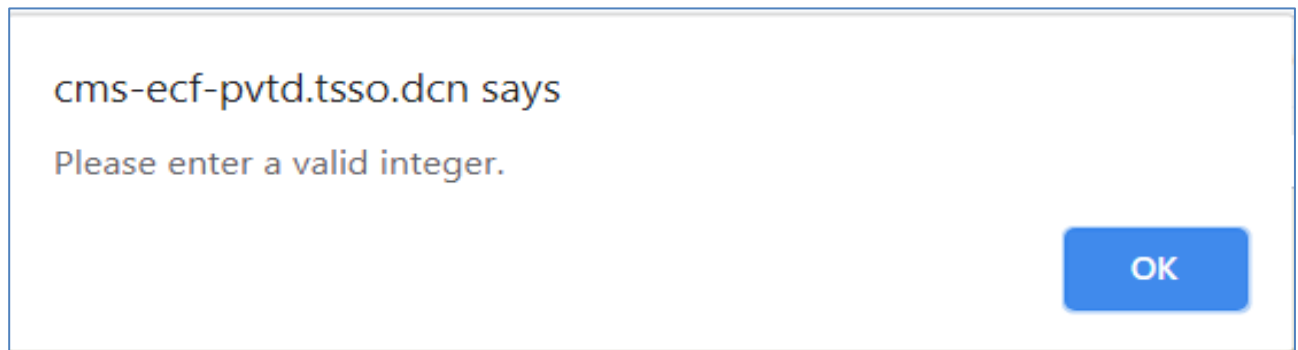 cms-ecf-pvtd.tsso.dcn says
Please enter a valid integer.
OK